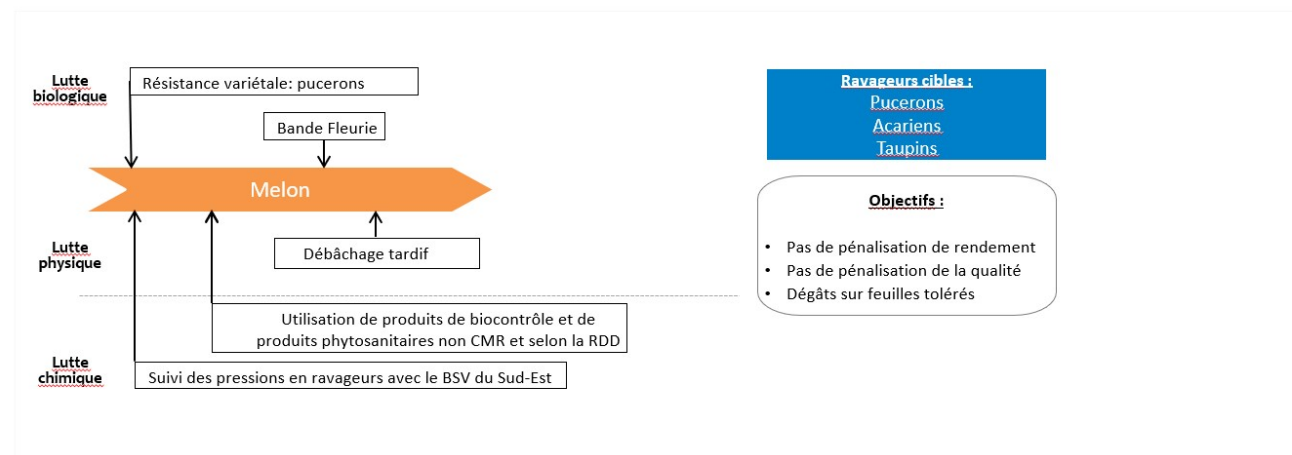 Lutte
biologique
Résistance variétale: pucerons
Bande Fleurie
Melon
Lutte
physique
Débâchage tardif
Utilisation de produits de biocontrôle et de
produits phytosanitaires non CMR et selon la RDD
Lutte
chimique
Suivi des pressions en ravageurs avec le BSV du Sud-Est
Ravageurs cibles :
Pucerons
Acariens
Taupins
Objectifs :
• Pas de pénalisation de rendement
• Pas de pénalisation de la qualité
• Dégâts sur feuilles tolérés